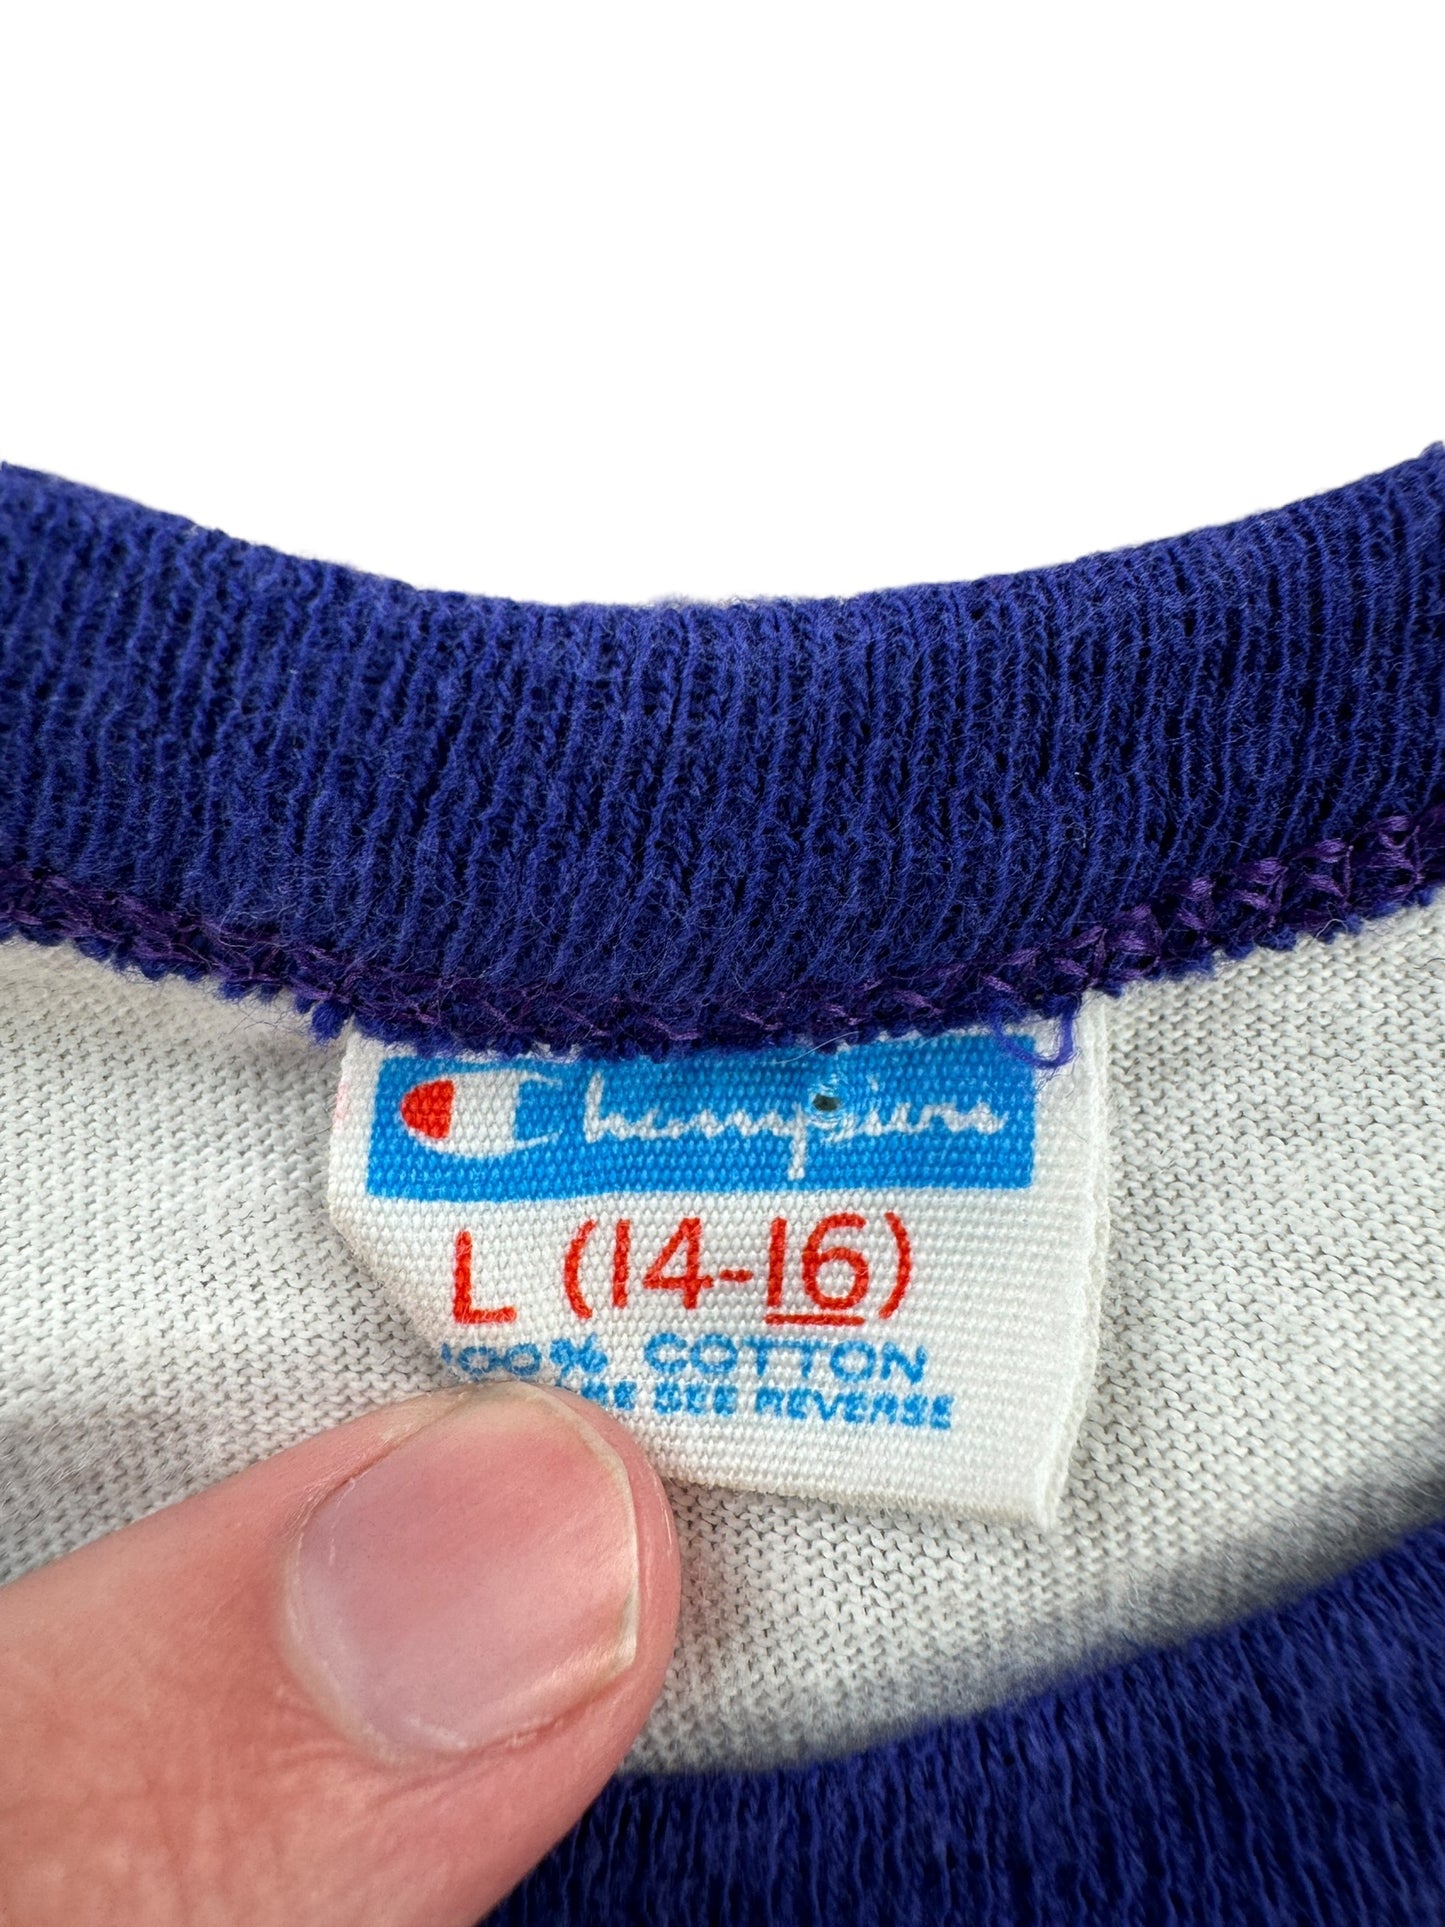 Champion
L (14-16)
100% COTTON
SEE REVERSE